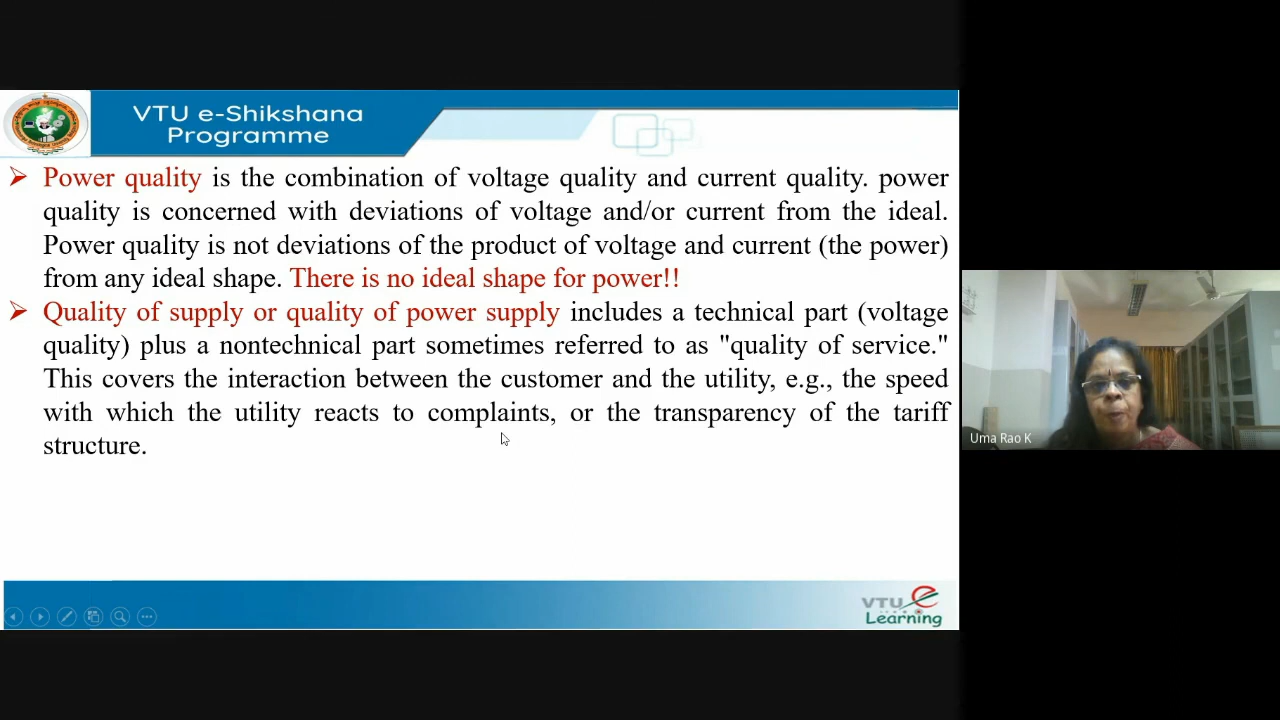 VTU e-Shikshana
Programme
Power quality is the combination of voltage quality and current quality. power
quality is concerned with deviations of voltage and/or current from the ideal.
Power quality is not deviations of the product of voltage and current (the power)
from any ideal shape. There is no ideal shape for power!!
Quality of supply or quality of power supply includes a technical part (voltage
quality) plus a nontechnical part sometimes referred to as "quality of service."
This covers the interaction between the customer and the utility, e.g., the speed
with which the utility reacts to complaints, or the transparency of the tariff
structure.
Uma Rao K
VTU e
Learning